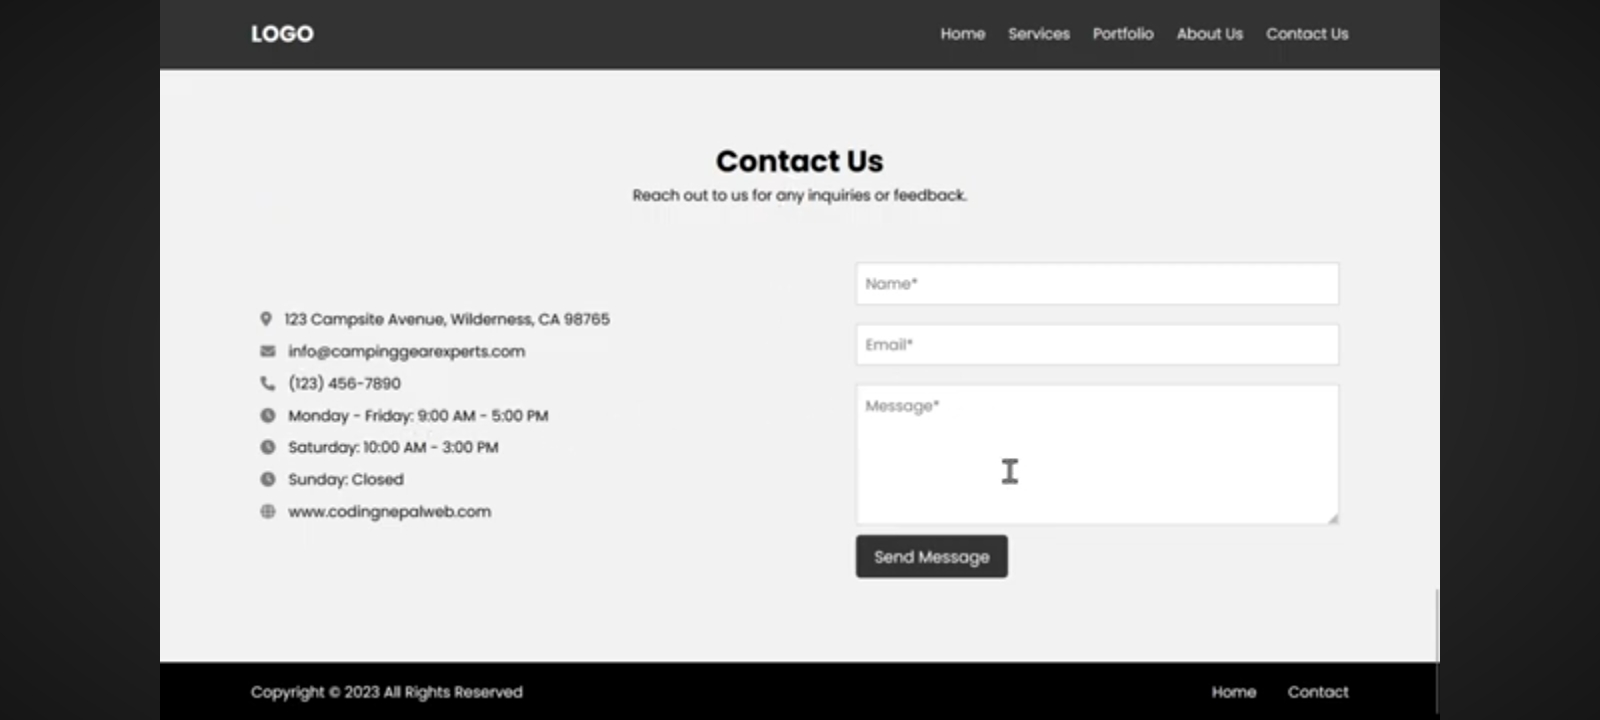 LOGO
Home Services Portfolio About Us Contact Us
Contact Us
Reach out to us for any inquiries or feedback.
123 Campsite Avenue, Wilderness, CA 98765
info@campinggearexperts.com
(123) 456-7890
Monday - Friday: 9:00 AM - 5:00 PM
Saturday: 10:00 AM - 3:00 PM
Sunday: Closed
www.codingnepalweb.com
Name*
Email*
Message*
Send Message
Copyright © 2023 All Rights Reserved
Home Contact